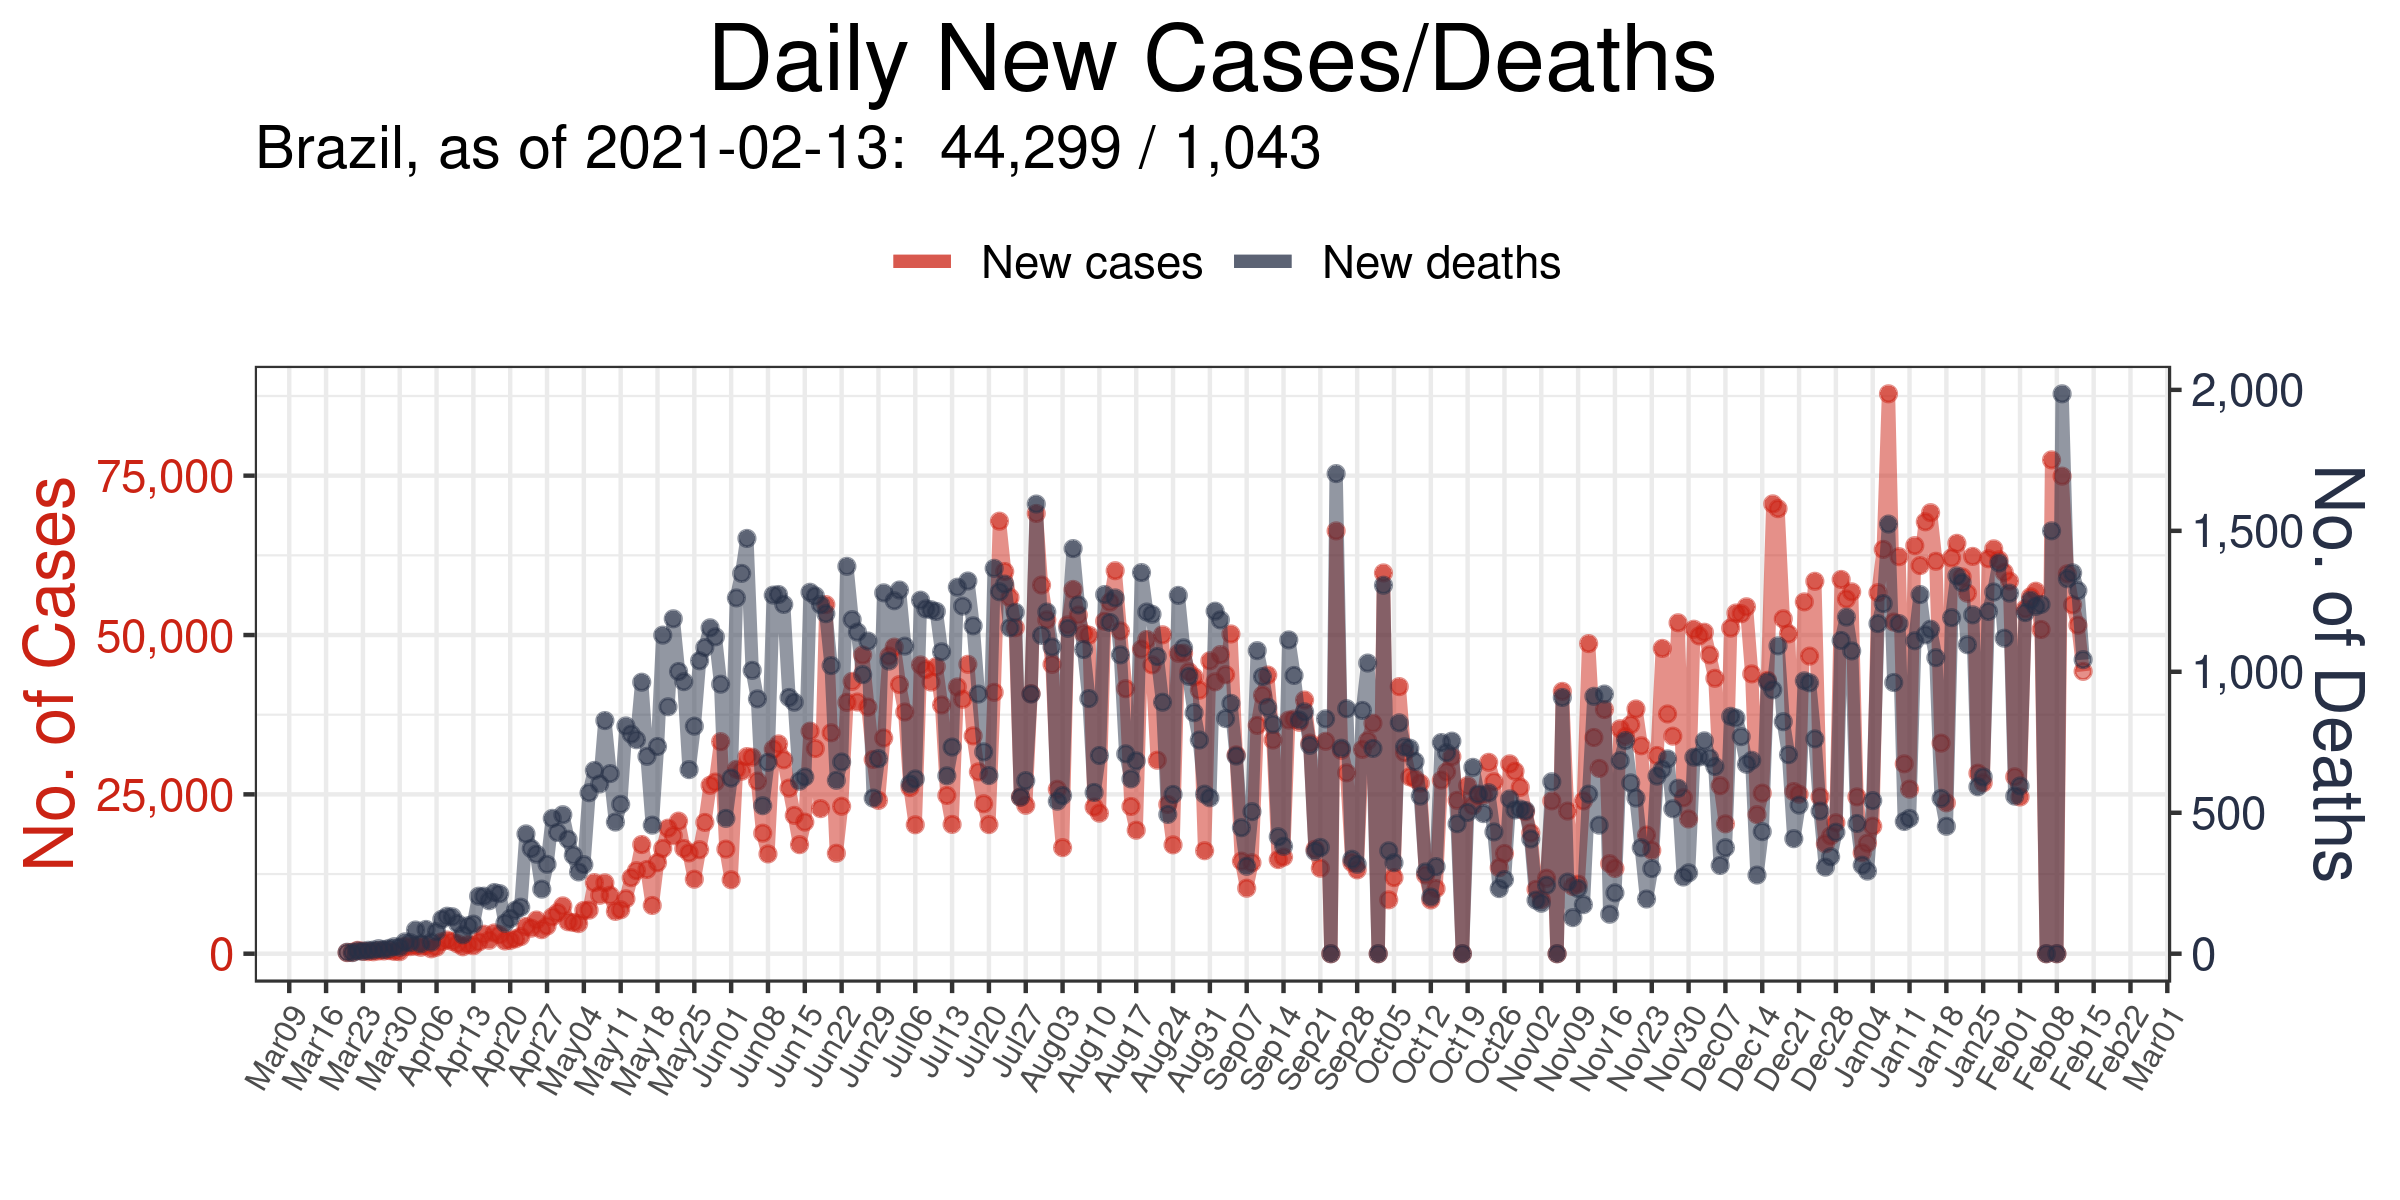 Daily New Cases/Deaths
Brazil, as of 2021-02-13:  44,299 / 1,043
New cases
New deaths
No. of Cases
75,000
50,000
25,000
0
2,000
1,500
1,000
500
0
No. of Deaths
Mar09
Mar16
Mar23
Mar30
Apr06
Apr13
Apr20
Apr27
May04
May11
May18
May25
Jun01
Jun08
Jun15
Jun22
Jun29
Jul06
Jul13
Jul20
Jul27
Aug03
Aug10
Aug17
Aug24
Aug31
Sep07
Sep14
Sep21
Sep28
Oct05
Oct12
Oct19
Oct26
Nov02
Nov09
Nov16
Nov23
Nov30
Dec07
Dec14
Dec21
Dec28
Jan04
Jan11
Jan18
Jan25
Feb01
Feb08
Feb15
Feb22
Mar01